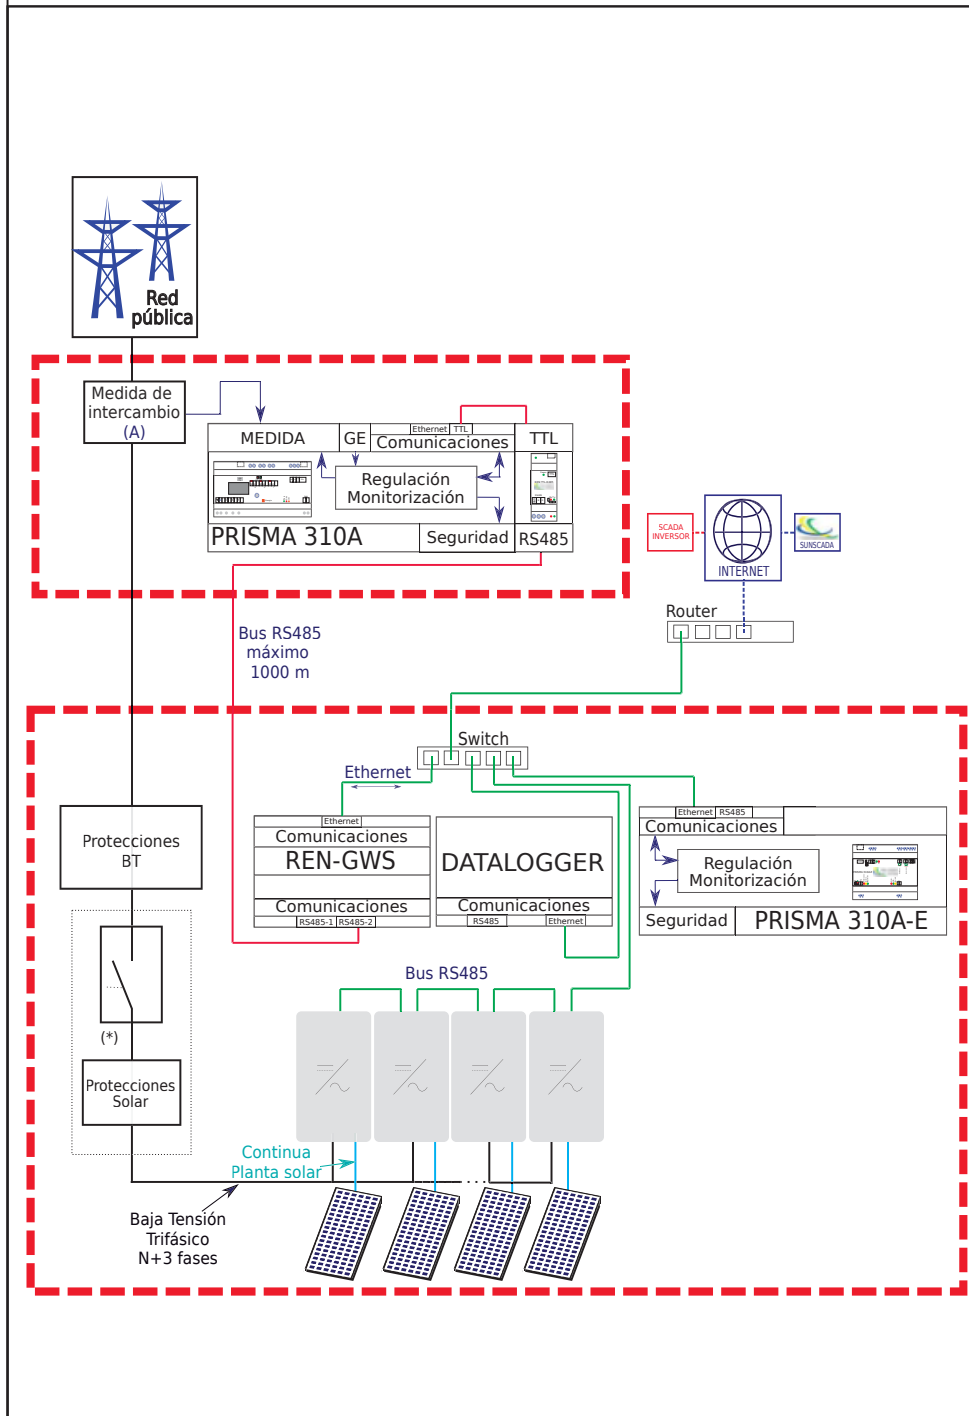 Red
pública
Medida de
intercambio
(A)
MEDIDA
GE
Ethernet TTL
Comunicaciones
TTL
Regulación
Monitorización
PRISMA 310A
Seguridad
RS485
SCADA
INVERSOR
INTERNET
SUNSCADA
Router
Bus RS485
máximo
1000 m
Switch
Ethernet
Protecciones
BT
Ethernet
Comunicaciones
REN-GWS
Comunicaciones
RS485-1 RS485-2
DATALOGGER
Comunicaciones
RS485 Ethernet
Ethernet RS485
Comunicaciones
Regulación
Monitorización
Seguridad
PRISMA 310A-E
(*)
Protecciones
Solar
Bus RS485
Continua
Planta solar
Baja Tensión
Trifásico
N+3 fases